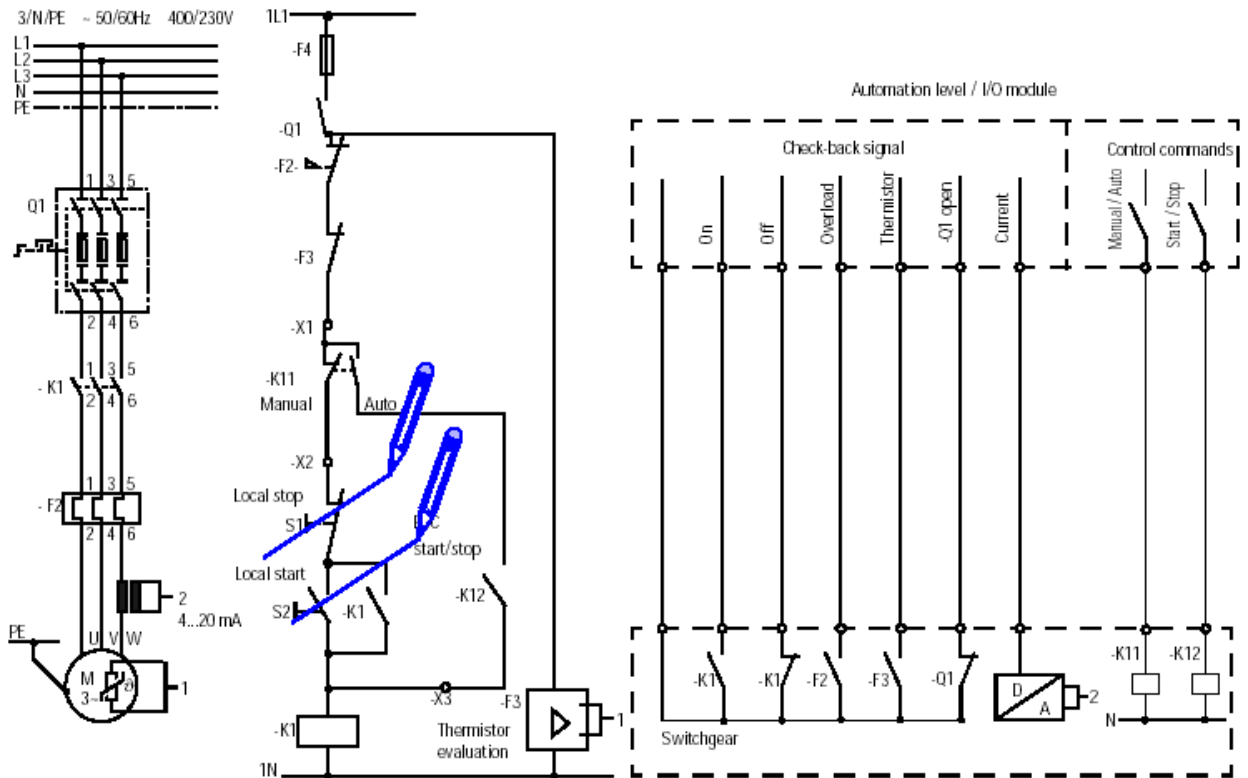 3/N/PE ~ 50/60Hz 400/230V
L1
L2
L3
N
PE
Q1
1 3 5
2 4 6
- K1
1 3 5
2 4 6
- F2
1 3 5
2 4 6
2
4...20 mA
PE
U V W
M
3~
ϑ
1
1L1
-F4
-Q1
-F2-
-F3
-X1
-K11
Manual
Auto
-X2
Local stop
S1
start/stop
Local start
S2
-K1
-K12
-X3
-F3
-K1
Thermistor
evaluation
1
1N
Automation level / I/O module
Check-back signal
Control commands
On
Off
Overload
Thermistor
-Q1 open
Current
Manual / Auto
Start / Stop
-K1
-K1
-F2
-F3
-Q1
D
A
2
-K11
-K12
N
Switchgear